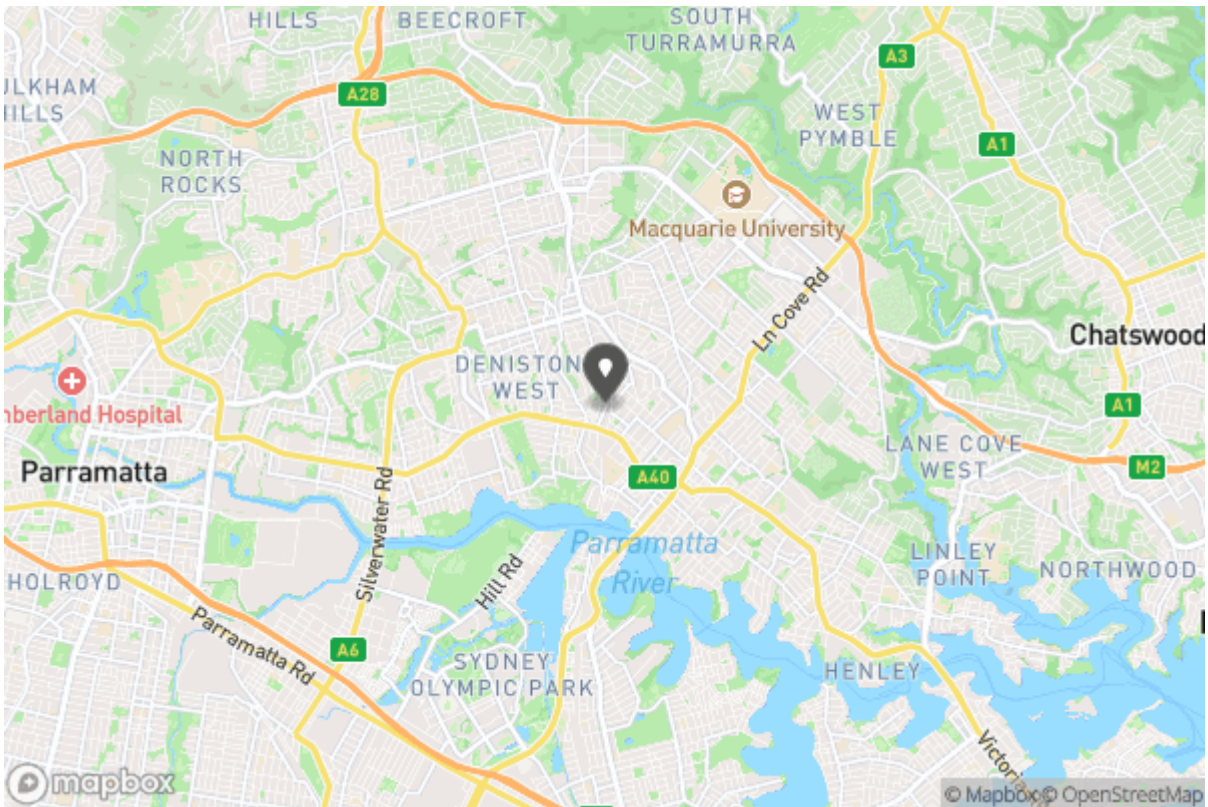 HILLS
BEECROFT
SOUTH
TURRAMURRA
A3
ULKHAM
HILLS
A28
WEST
PYMBLE
A1
NORTH
ROCKS
Macquarie University
Ln Cove Rd
Chatswood
DENISTON
WEST
mberland Hospital
A1
LANE COVE
WEST
M2
Parramatta
A40
Silverwater Rd
Parramatta
River
Hill Rd
LINLEY
POINT
NORTHWOOD
HOLROYD
Parramatta Rd
A6
SYDNEY
OLYMPIC PARK
HENLEY
Victoria
mapbox
© Mapbox © OpenStreetMap